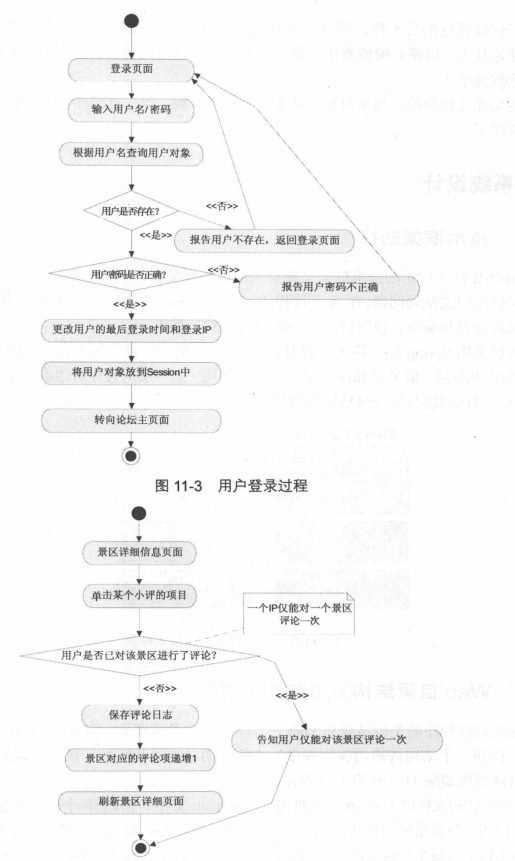 登录页面
输入用户名/密码
根据用户名查询用户对象
用户是否存在?
<<否>>
<<是>>
报告用户不存在，返回登录页面
用户密码是否正确?
<<否>>
报告用户密码不正确
<<是>>
更改用户的最后登录时间和登录IP
将用户对象放到Session中
转向论坛主页面
图 11-3 用户登录过程
景区详细信息页面
单击某个小评的项目
一个IP仅能对一个景区
评论一次
用户是否已对该景区进行了评论?
<<否>>
<<是>>
保存评论日志
告知用户仅能对该景评论一次
景区对应的评论项递增1
刷新景区详细页面